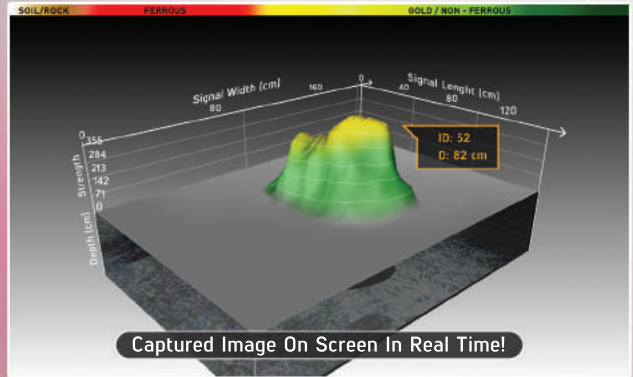 SOIL/ROCK FERROUS GOLD / NON - FERROUS
Signal Width (cm)
80
160
0
Signal Lenght (cm)
40
80
120
0
355
284
213
142
71
0
Strength
Depth (cm)
ID: 52
D: 82 cm
Captured Image On Screen In Real Time!